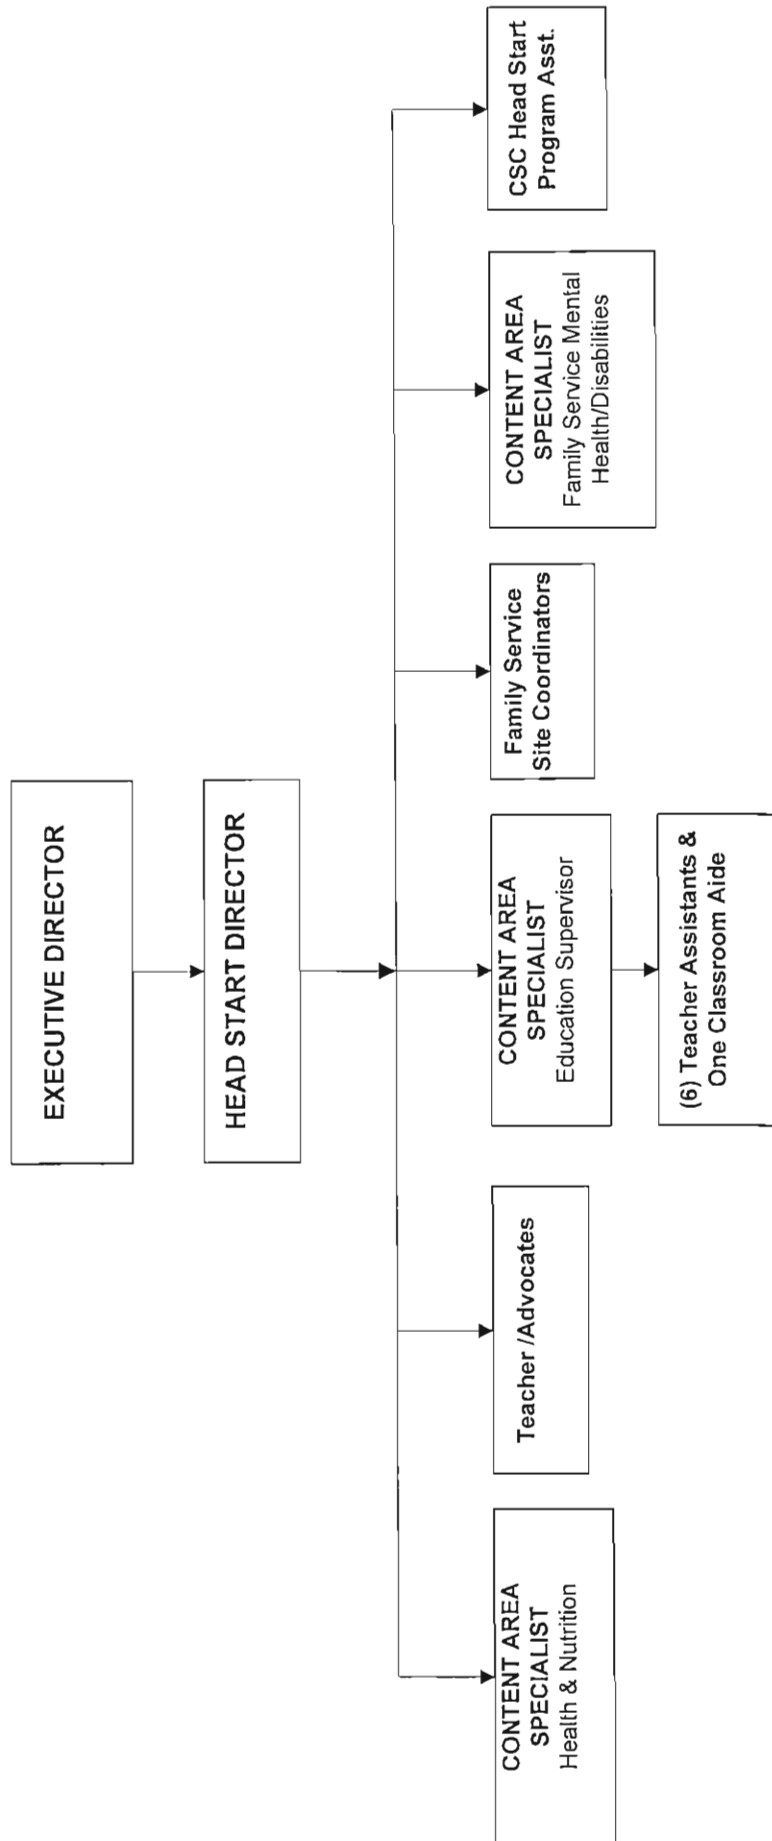 EXECUTIVE DIRECTOR
HEAD START DIRECTOR
CONTENT AREA
SPECIALIST
Health & Nutrition
Teacher /Advocates
CONTENT AREA
SPECIALIST
Education Supervisor
Family Service
Site Coordinators
CONTENT AREA
SPECIALIST
Family Service Mental
Health/Disabilities
CSC Head Start
Program Asst.
(6) Teacher Assistants &
One Classroom Aide